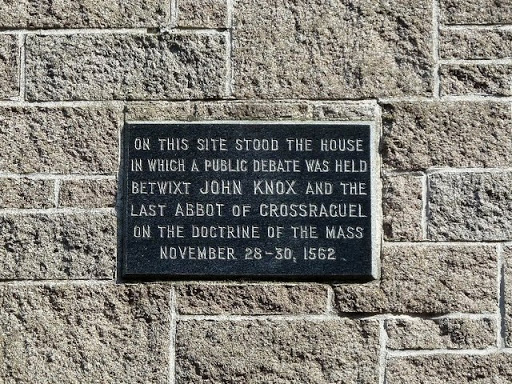 ON THIS SITE STOOD THE HOUSE
IN WHICH A PUBLIC DEBATE WAS HELD
BETWIXT JOHN KNOX AND THE
LAST ABBOT OF CROSSRAGUEL
ON THE DOCTRINE OF THE MASS
NOVEMBER 28-30, 1562